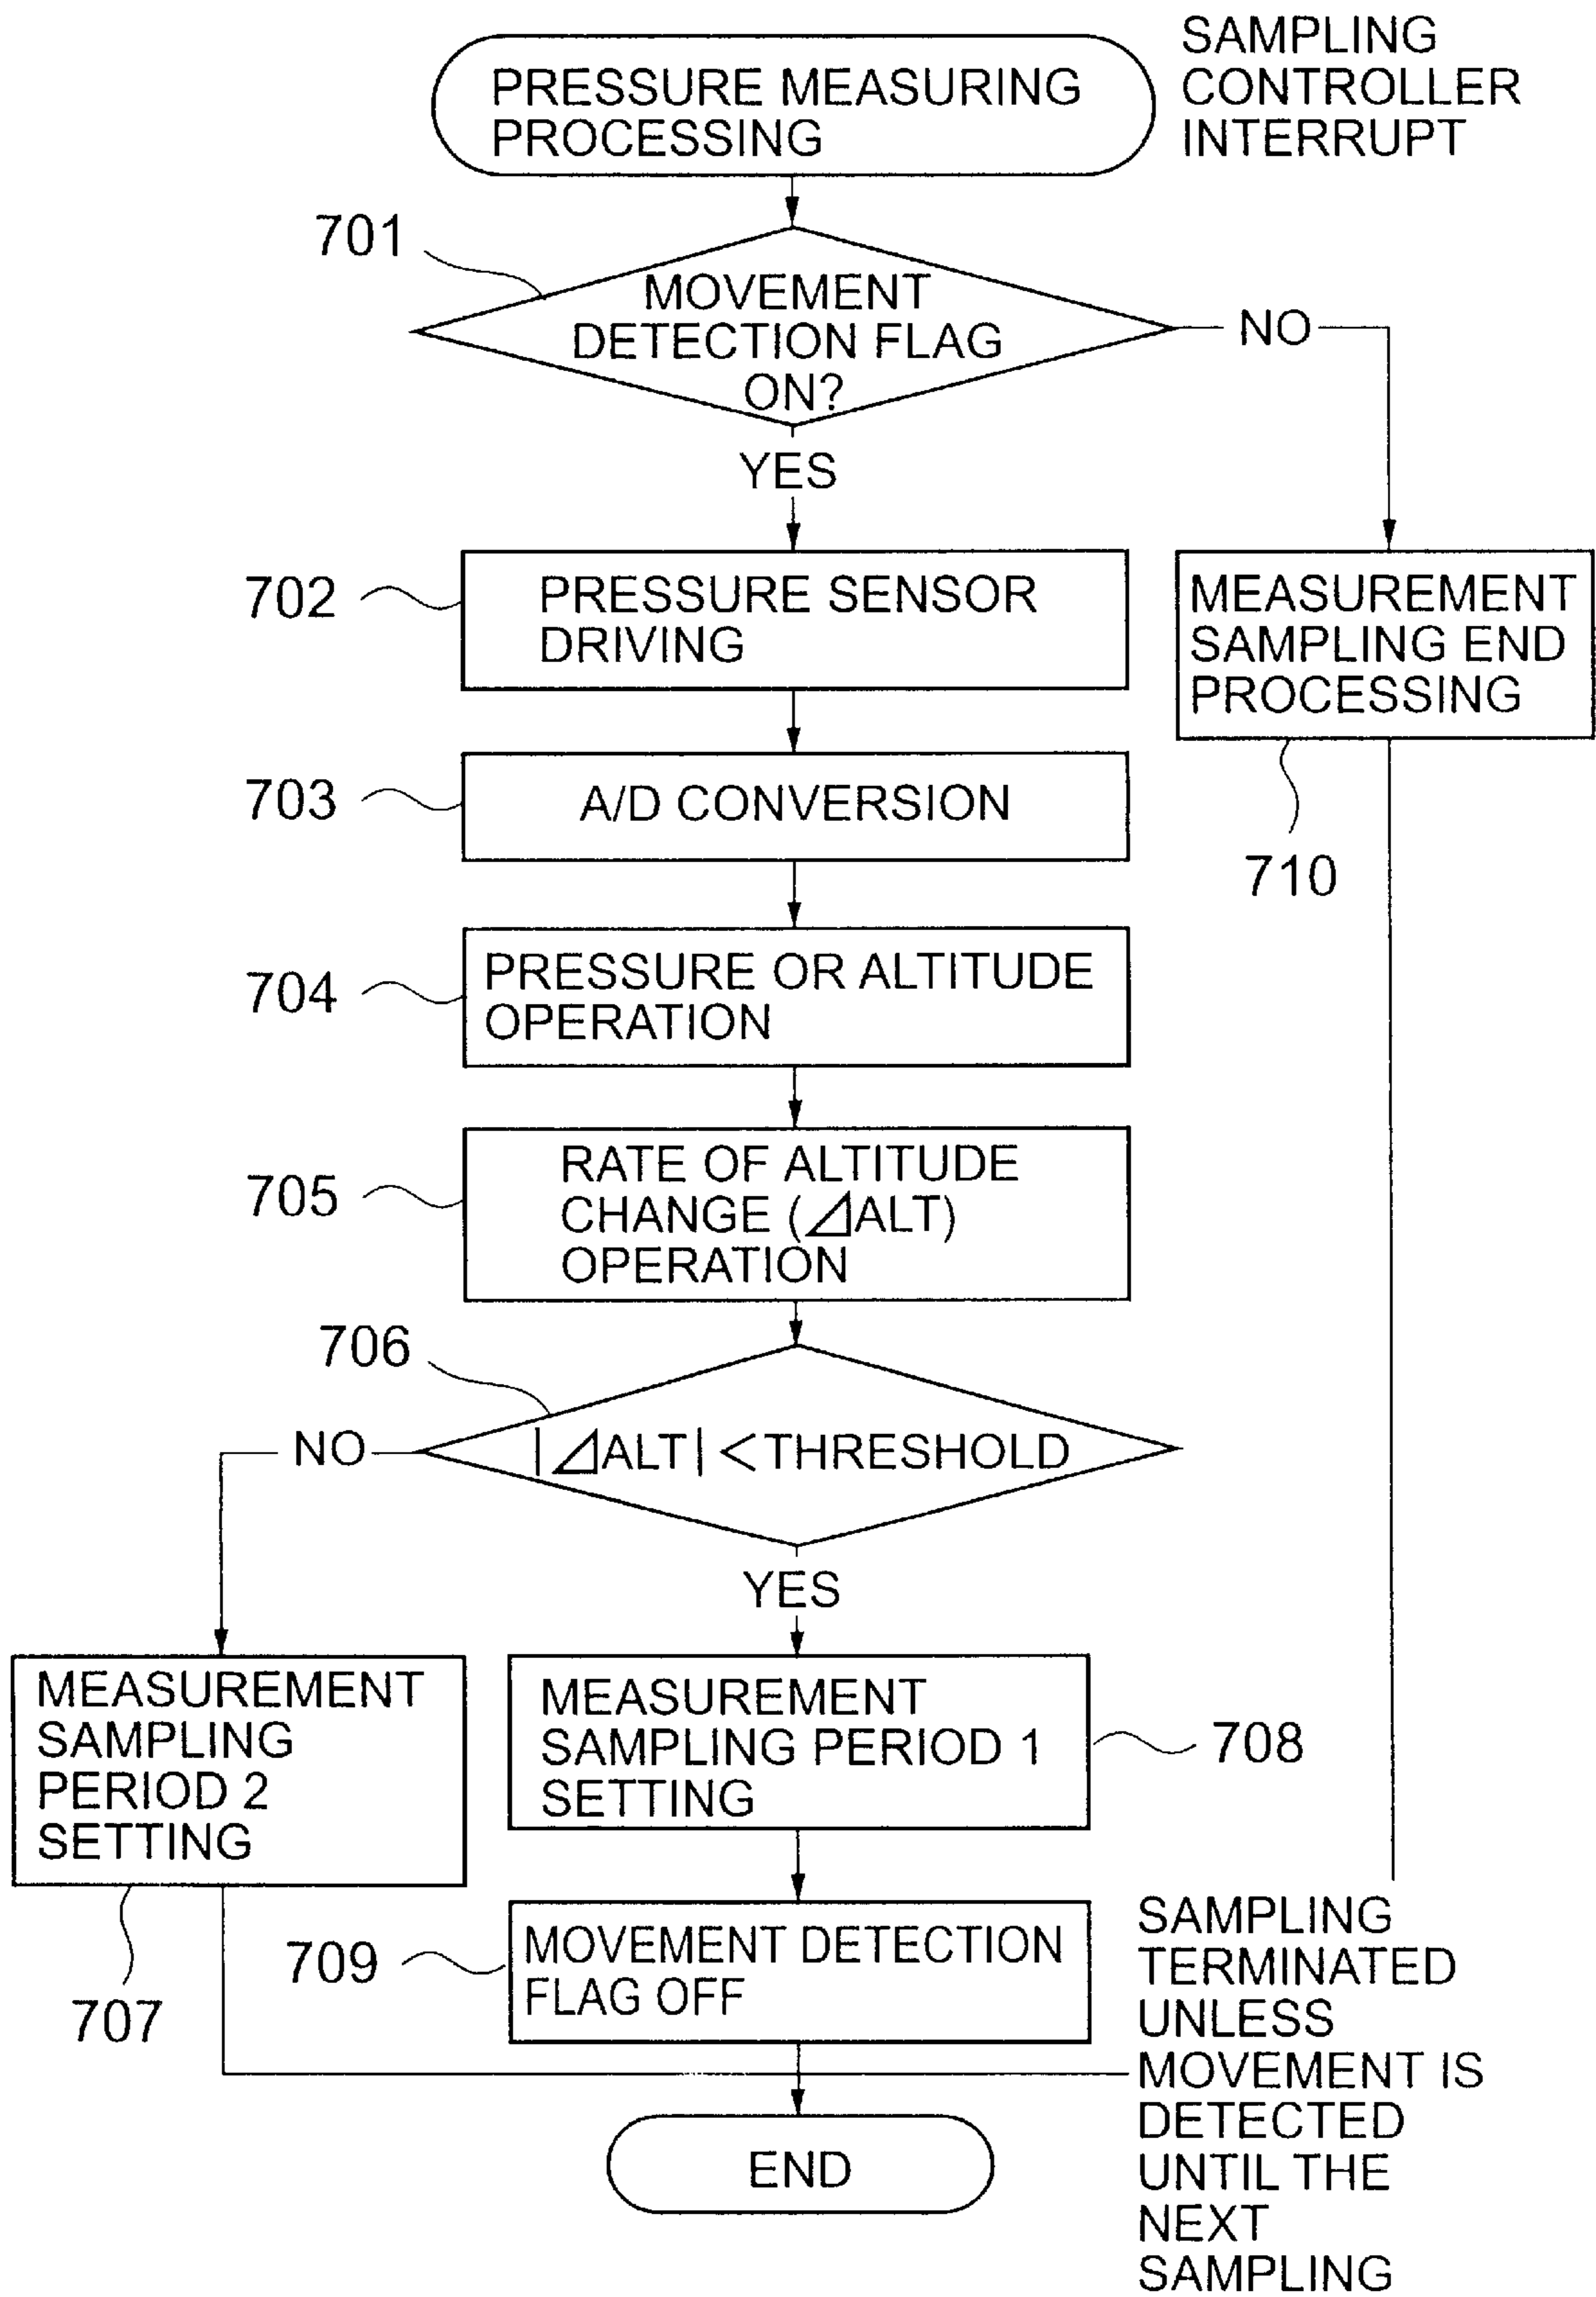 PRESSURE MEASURING
PROCESSING
SAMPLING
CONTROLLER
INTERRUPT
701
MOVEMENT
DETECTION FLAG
ON?
NO
YES
702
PRESSURE SENSOR
DRIVING
MEASUREMENT
SAMPLING END
PROCESSING
703
A/D CONVERSION
710
704
PRESSURE OR ALTITUDE
OPERATION
705
RATE OF ALTITUDE
CHANGE (⊿ALT)
OPERATION
706
NO
|⊿ALT| <THRESHOLD
YES
MEASUREMENT
SAMPLING
PERIOD 2
SETTING
707
MEASUREMENT
SAMPLING PERIOD 1
SETTING
708
709
MOVEMENT DETECTION
FLAG OFF
SAMPLING
TERMINATED
UNLESS
MOVEMENT IS
DETECTED
UNTIL THE
NEXT
SAMPLING
END